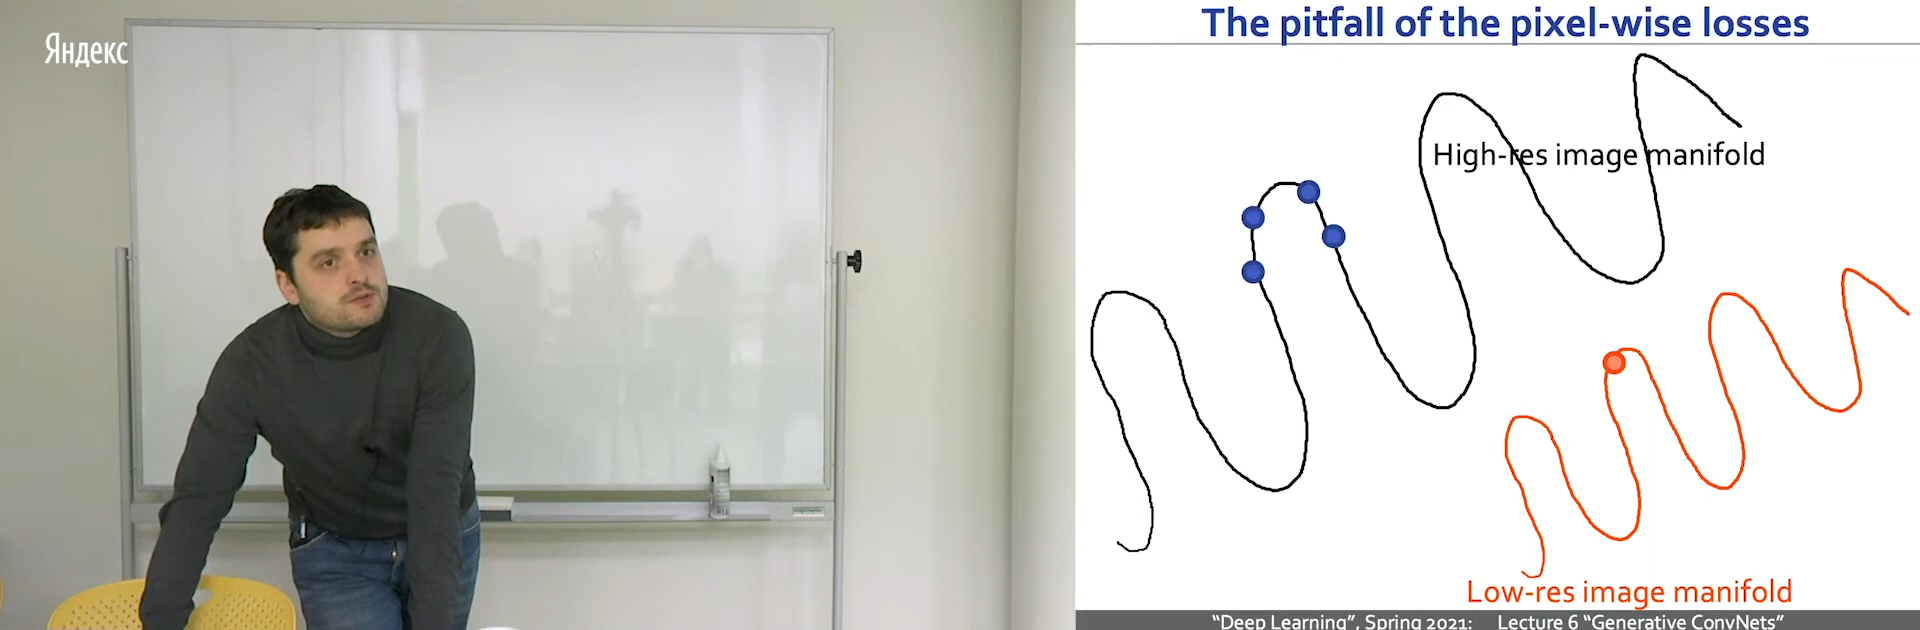 Яндекс
The pitfall of the pixel-wise losses
High-res image manifold
Low-res image manifold
"Deep Learning", Spring 2021: Lecture 6 "Generative ConvNets"